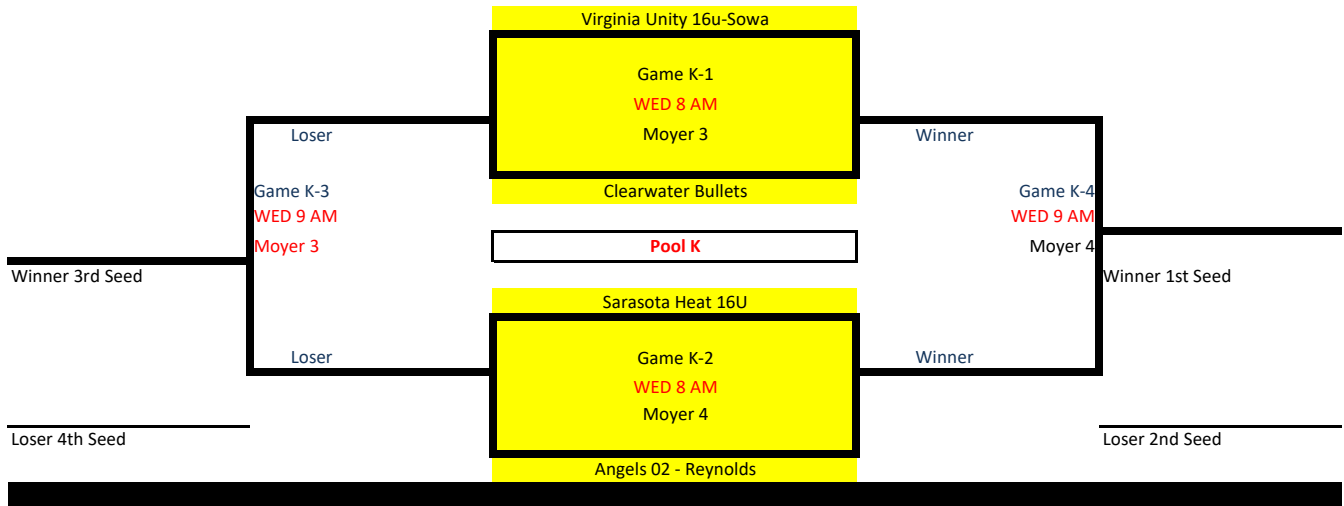 Virginia Unity 16u-Sowa
Game K-1
WED 8 AM
Moyer 3
Loser
Winner
Clearwater Bullets
Game K-3
WED 9 AM
Moyer 3
Game K-4
WED 9 AM
Moyer 4
Pool K
Winner 3rd Seed
Winner 1st Seed
Sarasota Heat 16U
Game K-2
WED 8 AM
Moyer 4
Loser
Winner
Loser 4th Seed
Loser 2nd Seed
Angels 02 - Reynolds